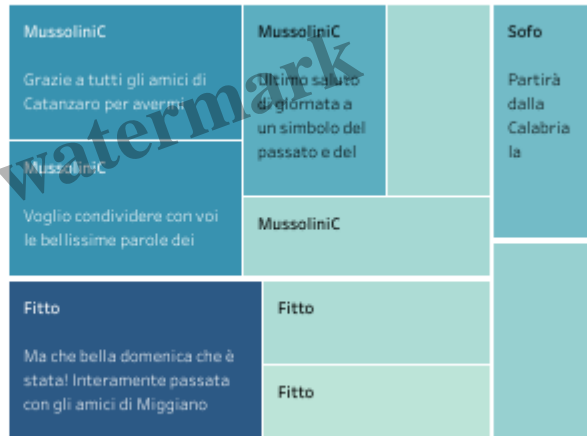 MussoliniC
Grazie a tutti gli amici di
Catanzaro per avermi
MussoliniC
Voglio condividere con voi
le bellissime parole dei
MussoliniC
Ultimo saluto
di giornata a
un simbolo del
passato e del
MussoliniC
Sofo
Partirà
dalla
Calabria
la
Fitto
Ma che bella domenica che è
stata! Interamente passata
con gli amici di Miggiano
Fitto
Fitto
watermark